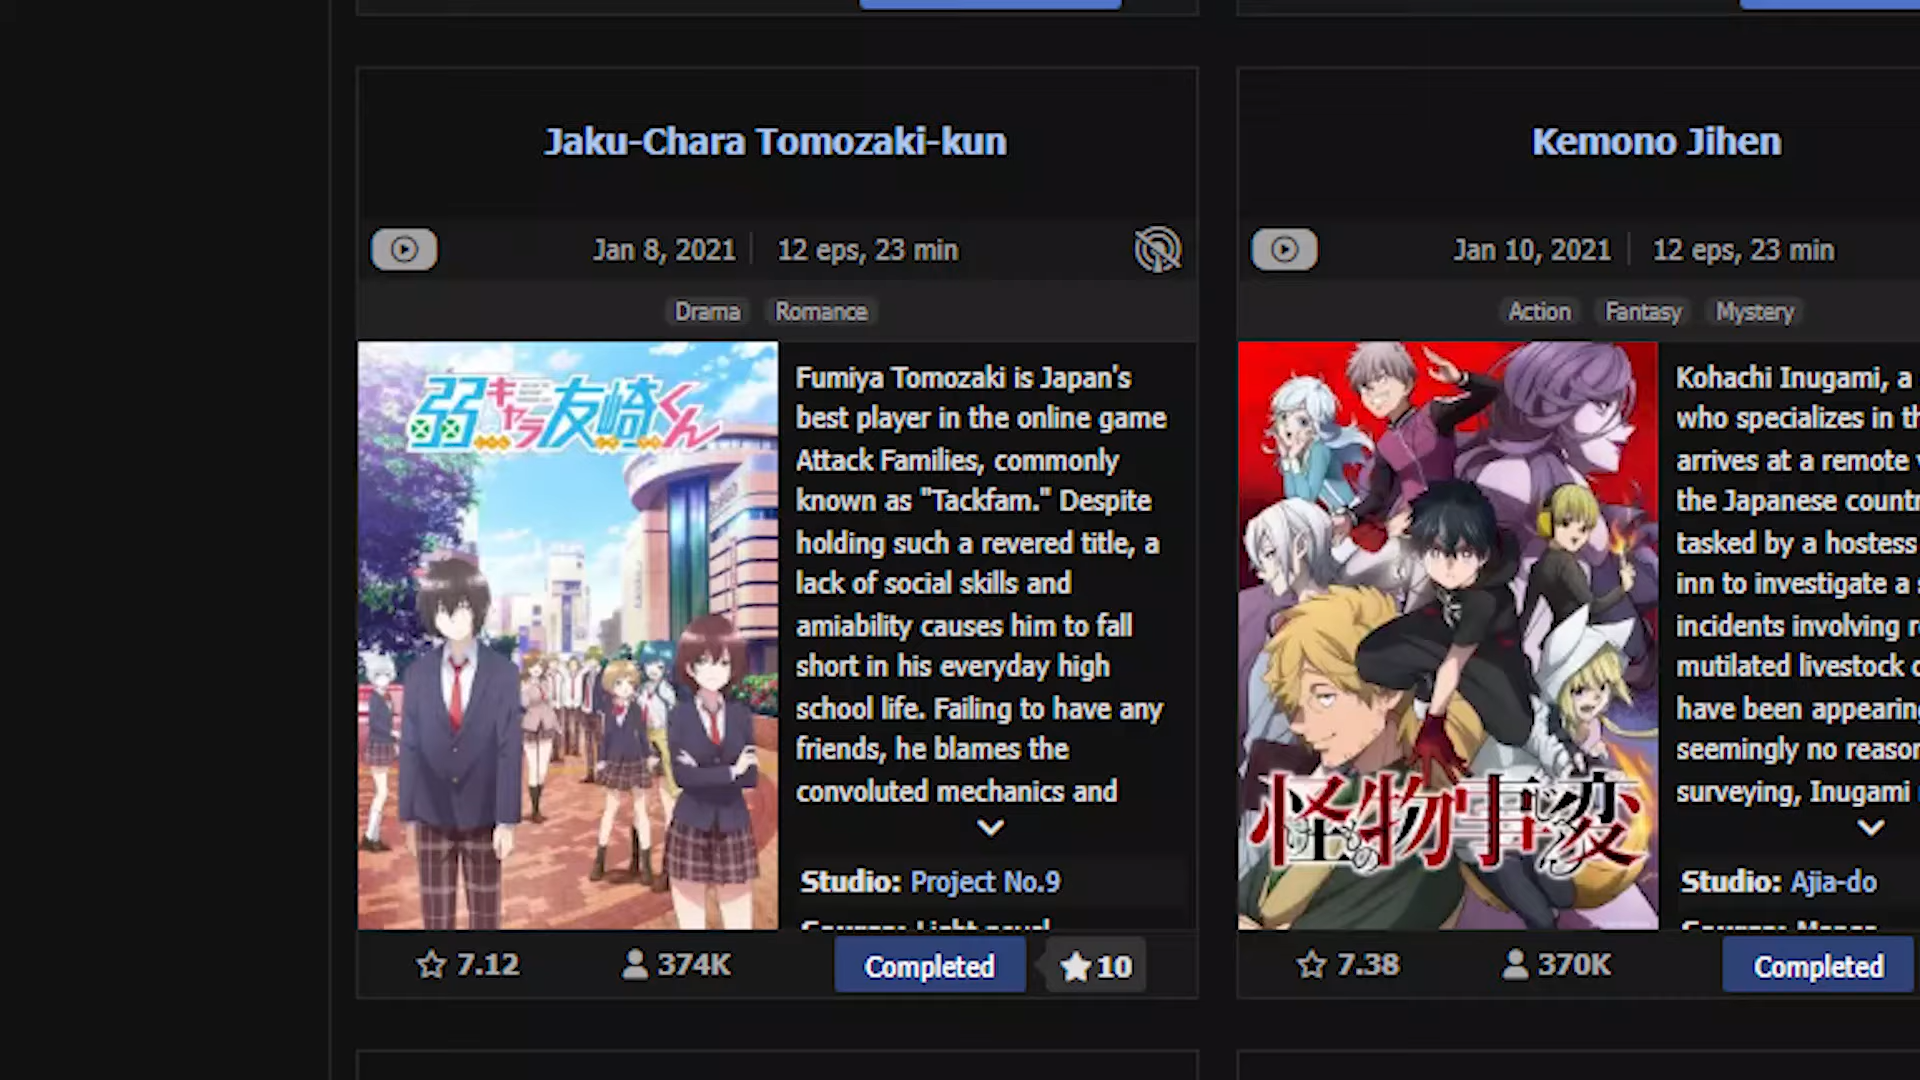 Jaku-Chara Tomozaki-kun
Jan 8, 2021
12 eps, 23 min
Drama
Romance
弱キャラ友崎くん
Fumiya Tomozaki is Japan's
best player in the online game
Attack Families, commonly
known as "Tackfam." Despite
holding such a revered title, a
lack of social skills and
amiability causes him to fall
short in his everyday high
school life. Failing to have any
friends, he blames the
convoluted mechanics and
Studio: Project No.9
7.12
374K
Completed
10
Kemono Jihen
Jan 10, 2021
12 eps, 23 min
Action
Fantasy
Mystery
怪物事変
Kohachi Inugami, a
who specializes in
arrives at a remote
the Japanese
tasked by a hostess
inn to investigate a
incidents involving
mutilated livestock
have been
seemingly no
surveying, Inugami
Studio: Ajia-do
7.38
370K
Completed